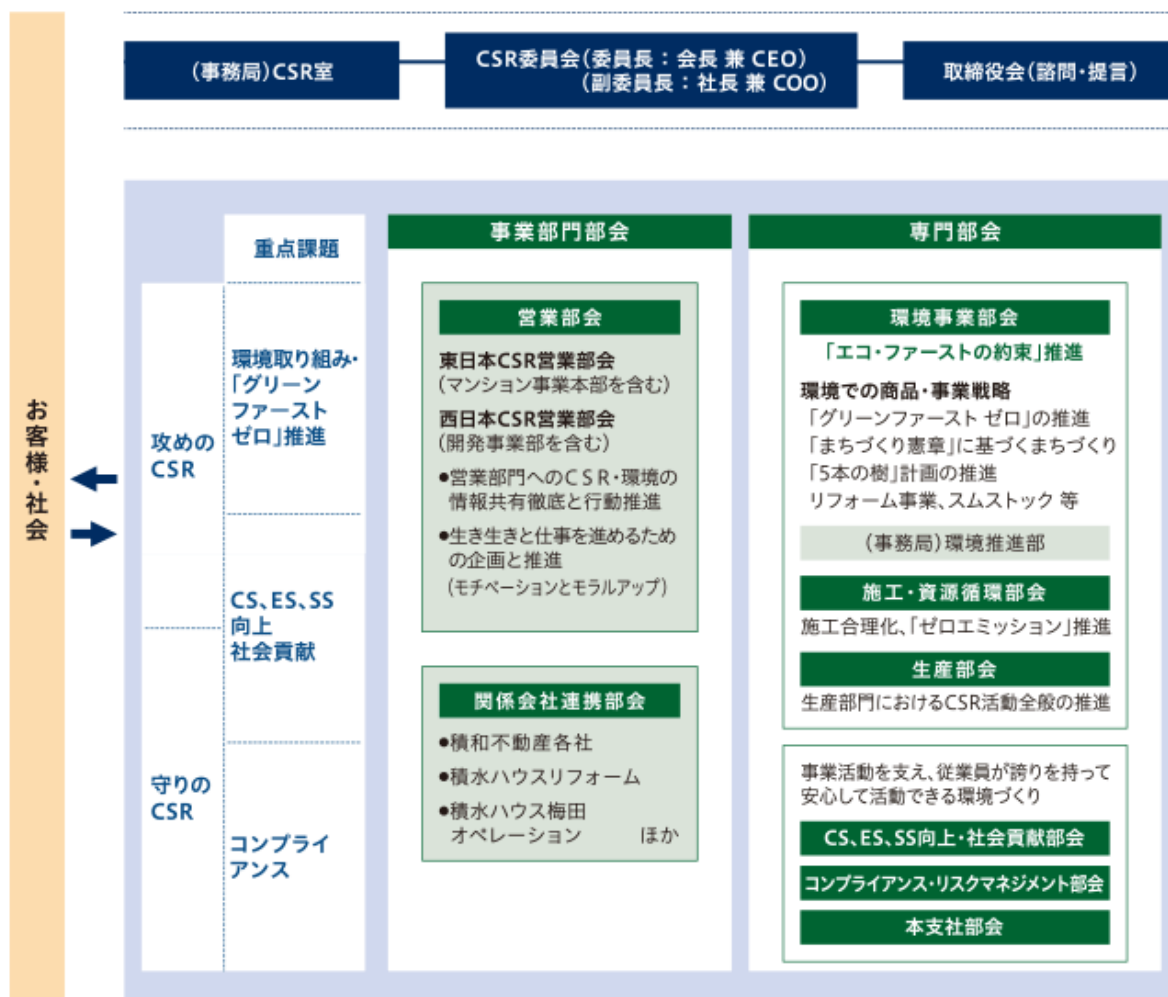 お客様・社会
(事務局)CSR室
CSR委員会(委員長：会長 兼 CEO)
(副委員長：社長 兼 COO)
取締役会(諮問・提言)
重点課題
攻めの
CSR
守りの
CSR
環境取り組み・
「グリーン
ファースト
ゼロ」推進
CS、ES、SS
向上
社会貢献
コンプライ
アンス
事業部門部会
営業部会
東日本CSR営業部会
(マンション事業本部を含む)
西日本CSR営業部会
(開発事業部を含む)
●営業部門へのＣＳＲ・環境の
情報共有徹底と行動推進
●生き生きと仕事を進めるため
の企画と推進
(モチベーションとモラルアップ)
関係会社連携部会
●積和不動産各社
●積水ハウスリフォーム
●積水ハウス梅田
オペレーション ほか
専門部会
環境事業部会
「エコ・ファーストの約束」推進
環境での商品・事業戦略
「グリーンファースト ゼロ」の推進
「まちづくり憲章」に基づくまちづくり
「5本の樹」計画の推進
リフォーム事業、スムストック 等
(事務局)環境推進部
施工・資源循環部会
施工合理化、「ゼロエミッション」推進
生産部会
生産部門におけるCSR活動全般の推進
事業活動を支え、従業員が誇りを持って
安心して活動できる環境づくり
CS、ES、SS向上・社会貢献部会
コンプライアンス・リスクマネジメント部会
本支社部会